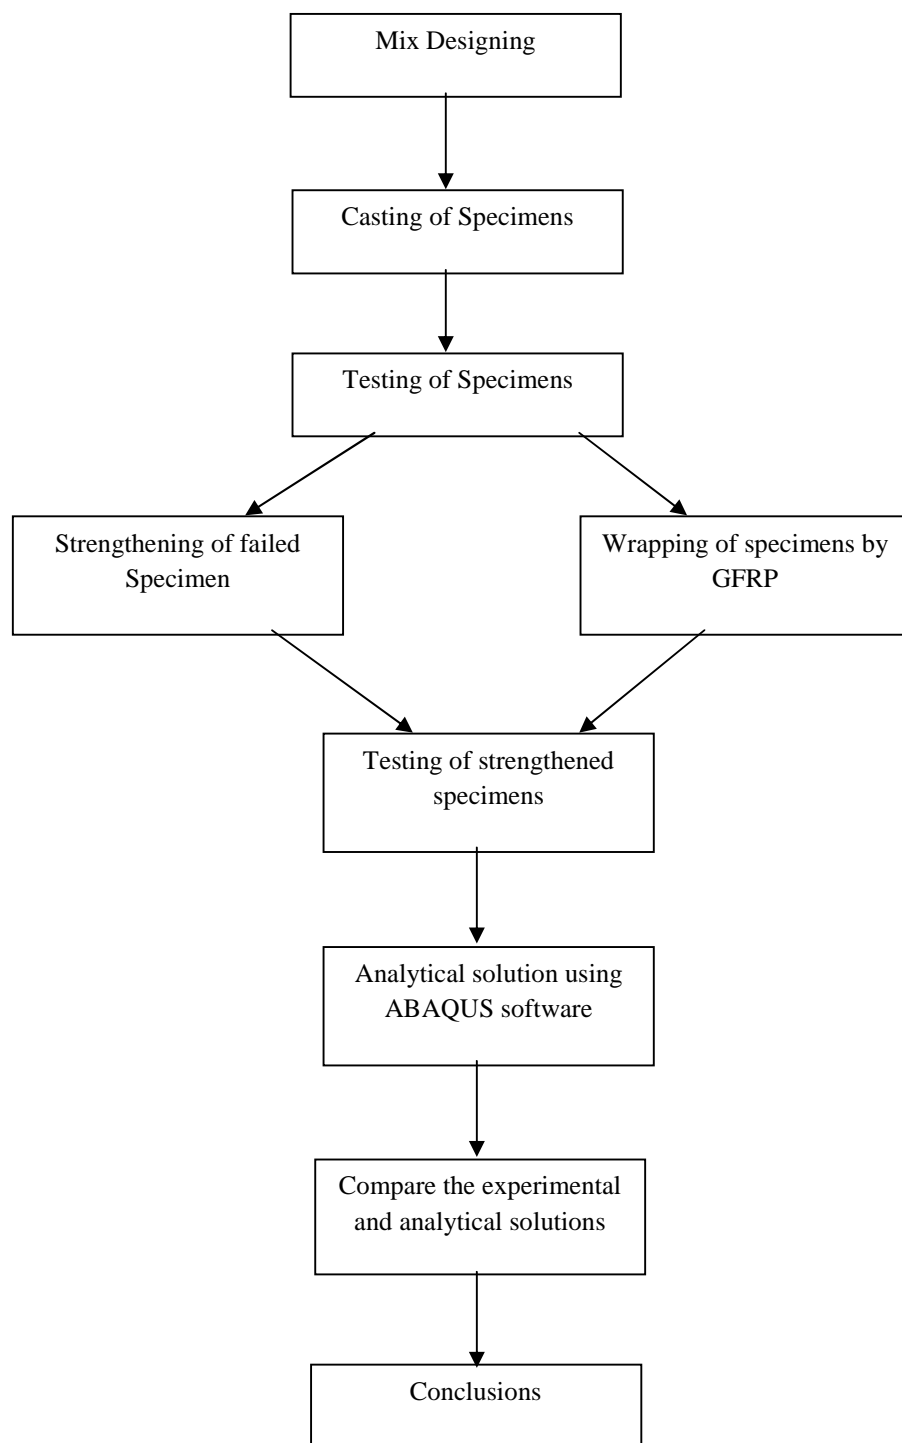 Mix Designing
Casting of Specimens
Testing of Specimens
Strengthening of failed
Specimen
Wrapping of specimens by
GFRP
Testing of strengthened
specimens
Analytical solution using
ABAQUS software
Compare the experimental
and analytical solutions
Conclusions